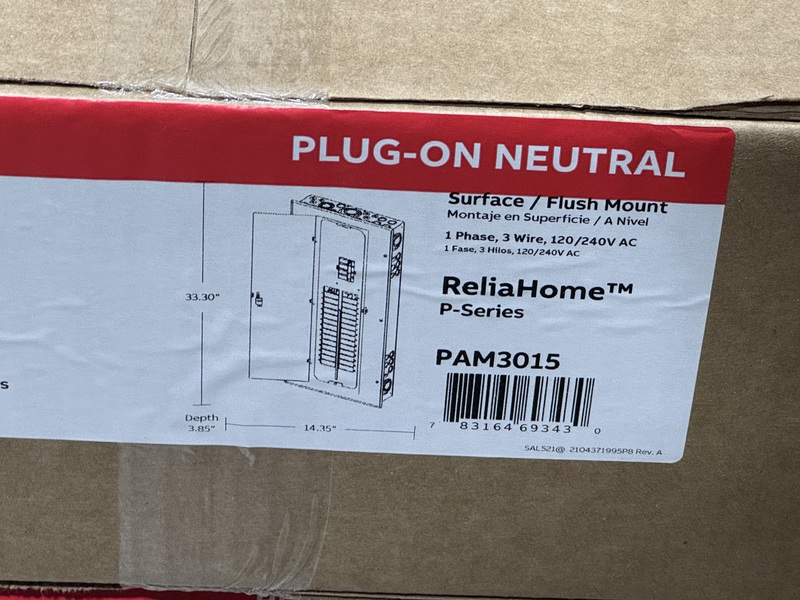 PLUG-ON NEUTRAL
Surface / Flush Mount
Montaje en Superficie / A Nivel
1 Phase, 3 Wire, 120/240V AC
1 Fase, 3 Hilos, 120/240V AC
33.30"
ReliaHome™
P-Series
PAM3015
s
Depth
3.85"
14.35"
7 83164 69343 0
SAL521@ 2104371995P8 Rev. A